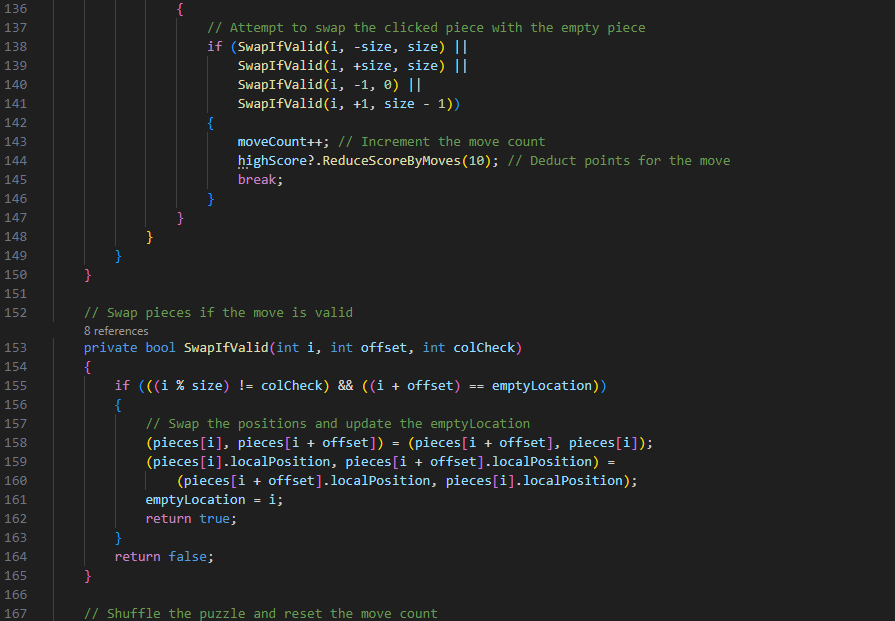 136 {
137 // Attempt to swap the clicked piece with the empty piece
138 if (SwapIfValid(i, -size, size) ||
139 SwapIfValid(i, +size, size) ||
140 SwapIfValid(i, -1, 0) ||
141 SwapIfValid(i, +1, size - 1))
142 {
143 moveCount++; // Increment the move count
144 highScore?.ReduceScoreByMoves(10); // Deduct points for the move
145 break;
146 }
147 }
148 }
149 }
150 }
151
152 // Swap pieces if the move is valid
8 references
153 private bool SwapIfValid(int i, int offset, int colCheck)
154 {
155 if (((i % size) != colCheck) && ((i + offset) == emptyLocation))
156 {
157 // Swap the positions and update the emptyLocation
158 (pieces[i], pieces[i + offset]) = (pieces[i + offset], pieces[i]);
159 (pieces[i].localPosition, pieces[i + offset].localPosition) =
160 (pieces[i + offset].localPosition, pieces[i].localPosition);
161 emptyLocation = i;
162 return true;
163 }
164 return false;
165 }
166
167 // Shuffle the puzzle and reset the move count